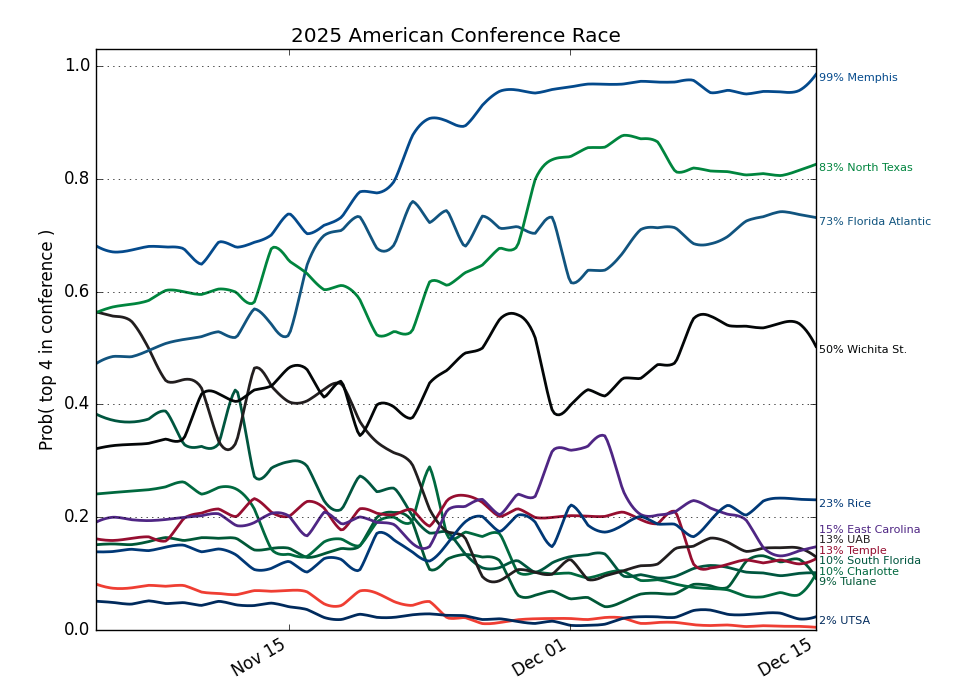 2025 American Conference Race
Prob( top 4 in conference )
1.0
0.8
0.6
0.4
0.2
0.0
Nov 15
Dec 01
Dec 15
99% Memphis
83% North Texas
73% Florida Atlantic
50% Wichita St.
23% Rice
15% East Carolina
13% UAB
13% Temple
10% South Florida
10% Charlotte
9% Tulane
2% UTSA